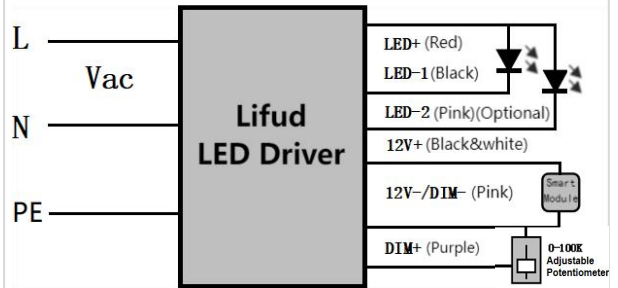 L
Vac
N
PE
Lifud
LED Driver
LED+ (Red)
LED-1(Black)
LED-2 (Pink)(Optional)
12V+ (Black&white)
12V-/DIM- (Pink)
DIM+ (Purple)
Smart
Module
0-100K
Adjustable
Potentiometer